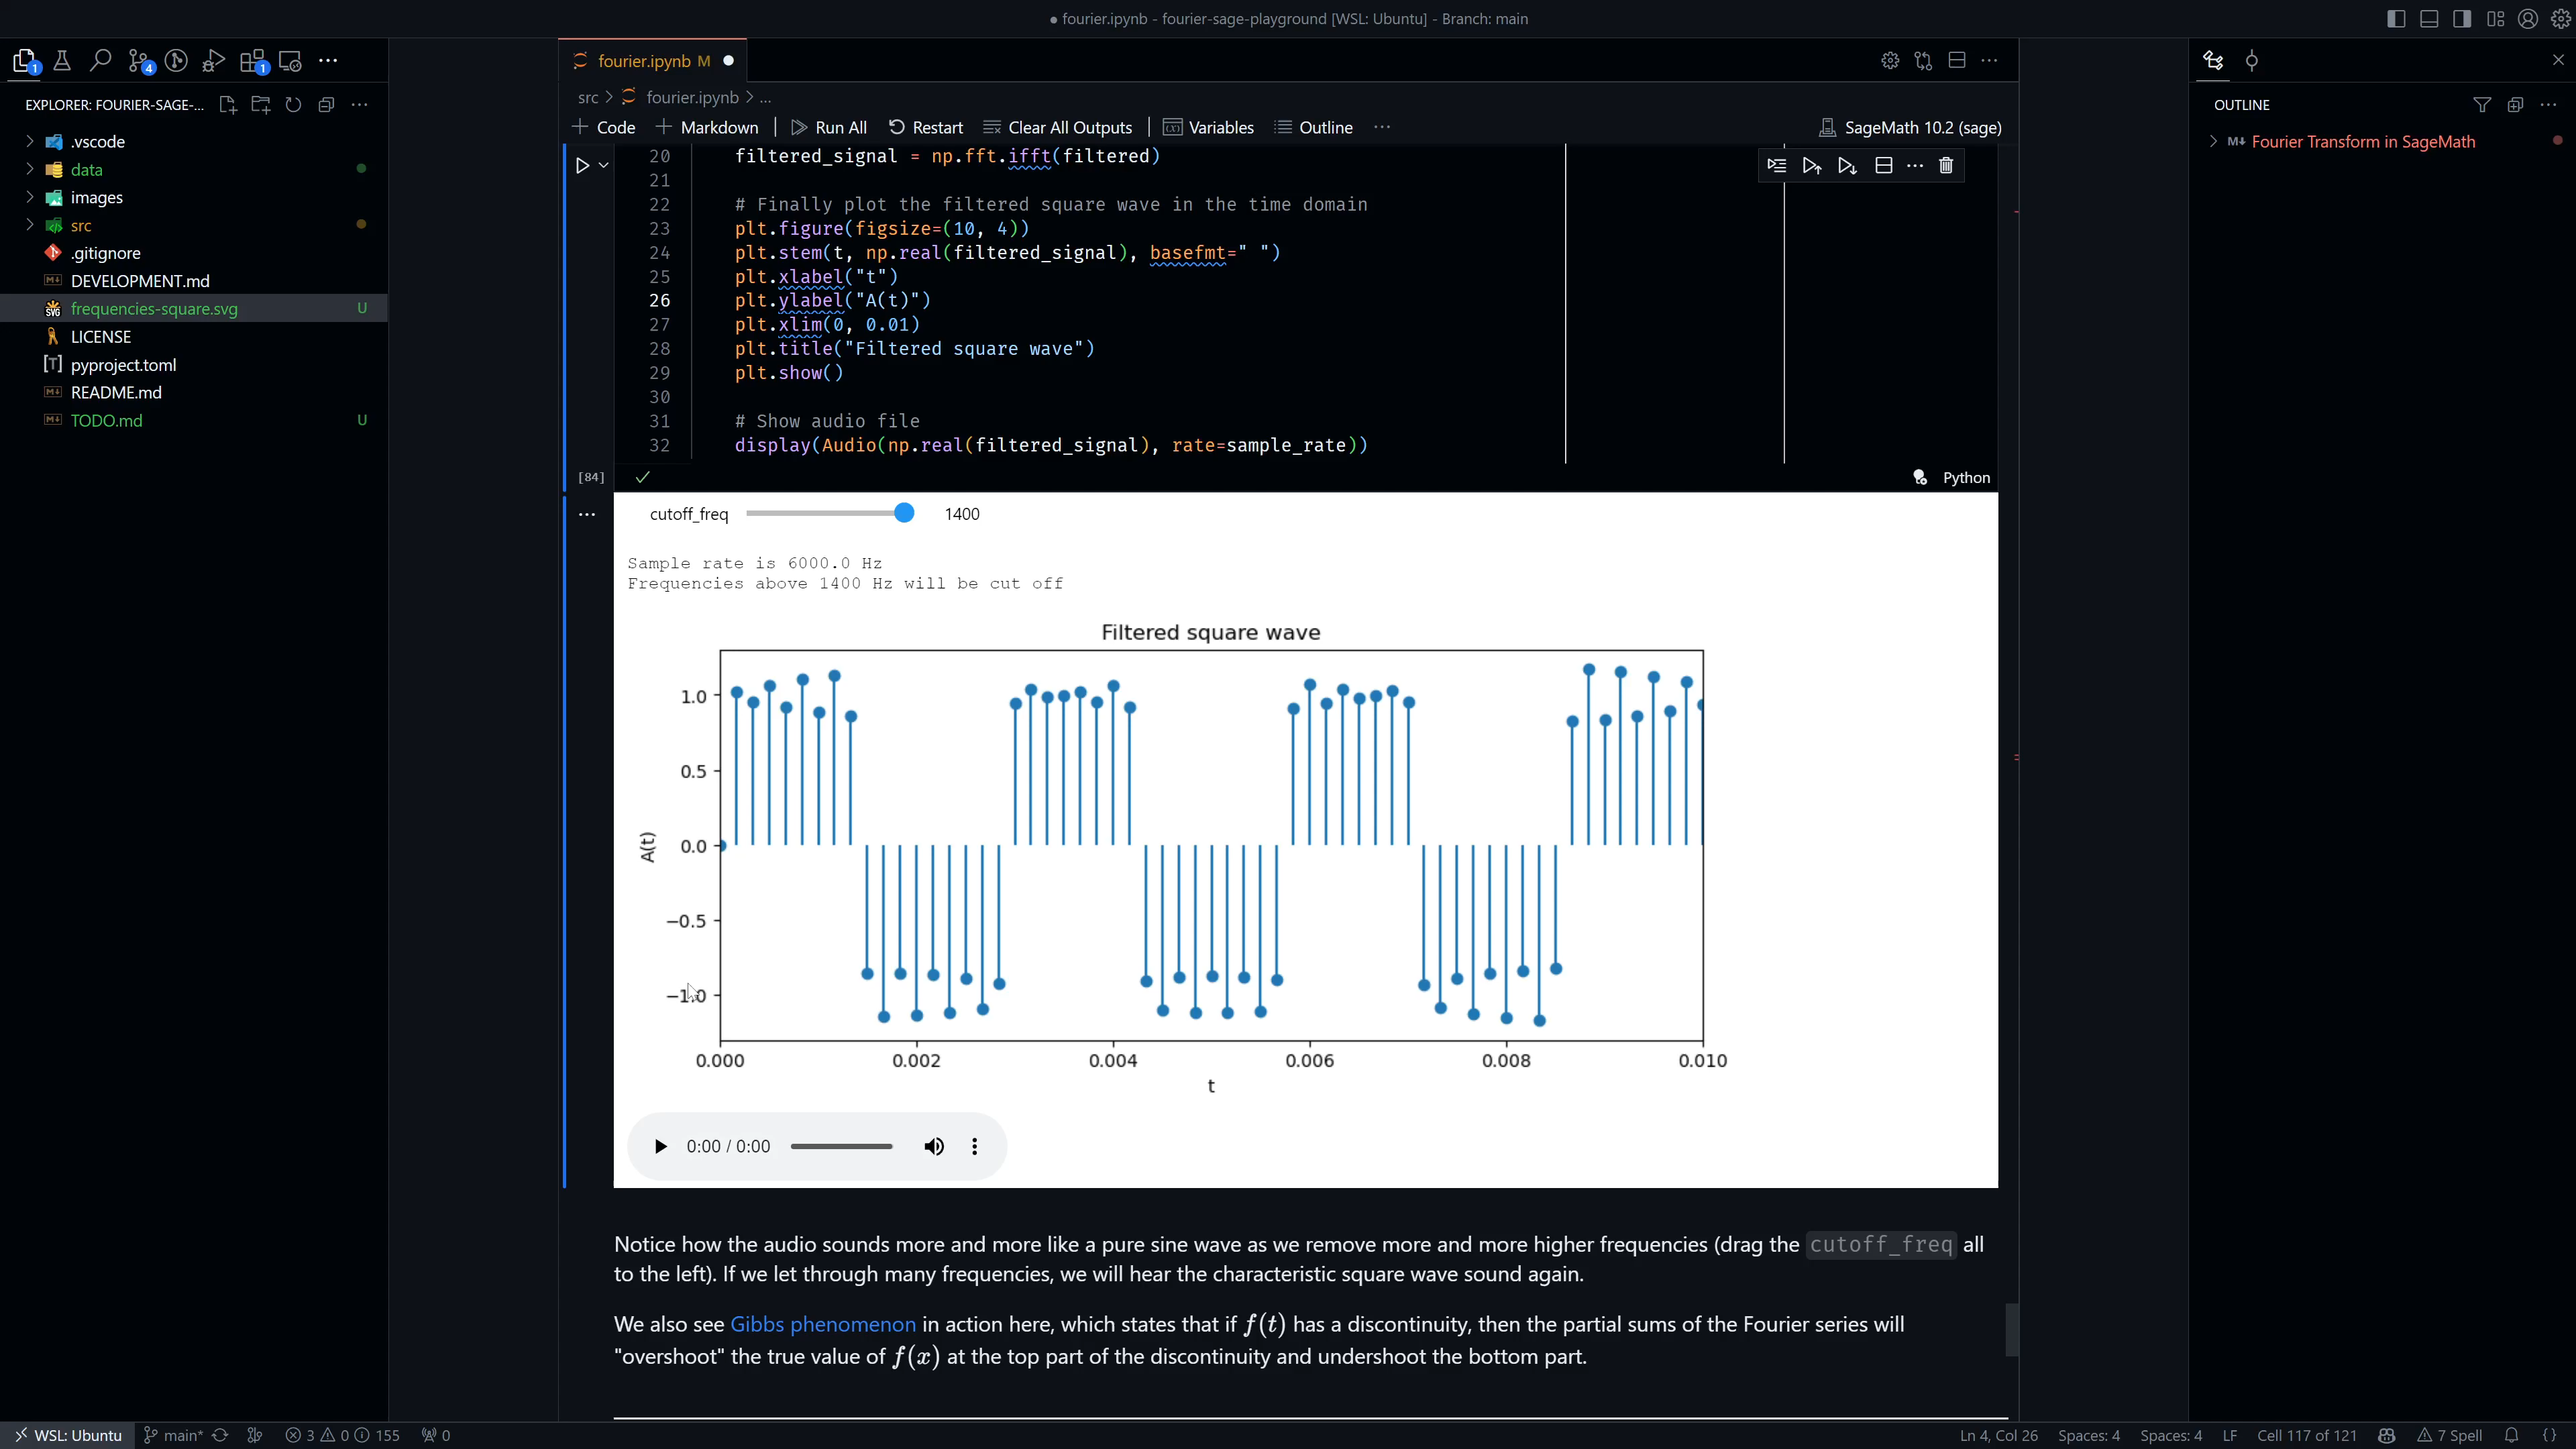 fourier.ipynb - fourier-sage-playground [WSL: Ubuntu] - Branch: main
1
4
1
EXPLORER: FOURIER-SAGE-...
.vscode
data
images
src
.gitignore
DEVELOPMENT.md
frequencies-square.svg U
LICENSE
pyproject.toml
README.md
TODO.md U
fourier.ipynb M
src > fourier.ipynb > ...
Code Markdown Run All Restart Clear All Outputs Variables Outline SageMath 10.2 (sage)
20 filtered_signal = np.fft.ifft(filtered)
21
22 # Finally plot the filtered square wave in the time domain
23 plt.figure(figsize=(10, 4))
24 plt.stem(t, np.real(filtered_signal), basefmt=" ")
25 plt.xlabel("t")
26 plt.ylabel("A(t)")
27 plt.xlim(0, 0.01)
28 plt.title("Filtered square wave")
29 plt.show()
30
31 # Show audio file
32 display(Audio(np.real(filtered_signal), rate=sample_rate))
[84] Python
cutoff_freq 1400
Sample rate is 6000.0 Hz
Frequencies above 1400 Hz will be cut off
Filtered square wave
1.0
0.5
0.0
−0.5
−1.0
A(t)
0.000 0.002 0.004 0.006 0.008 0.010
t
0:00 / 0:00
Notice how the audio sounds more and more like a pure sine wave as we remove more and more higher frequencies (drag the cutoff_freq all
to the left). If we let through many frequencies, we will hear the characteristic square wave sound again.
We also see Gibbs phenomenon in action here, which states that if f(t) has a discontinuity, then the partial sums of the Fourier series will
"overshoot" the true value of f(x) at the top part of the discontinuity and undershoot the bottom part.
OUTLINE
Fourier Transform in SageMath
WSL: Ubuntu main* 3 0 155 0
Ln 4, Col 26 Spaces: 4 Spaces: 4 LF Cell 117 of 121 7 Spell